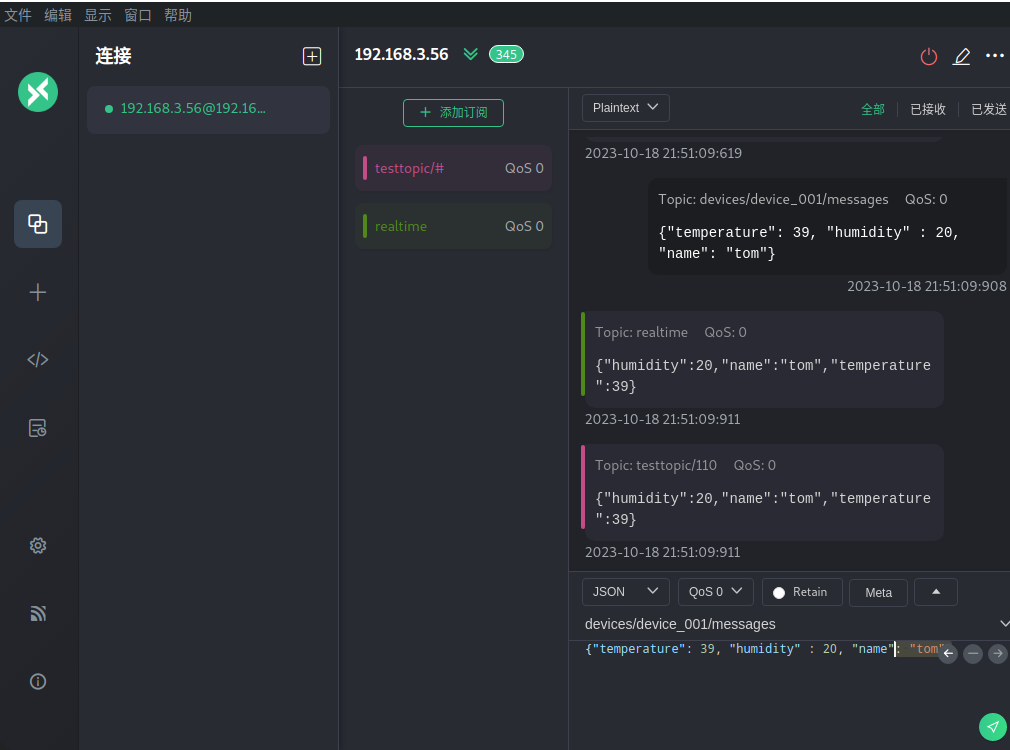 文件 编辑 显示 窗口 帮助
连接
192.168.3.56@192.16...
192.168.3.56 345
添加订阅
testtopic/# QoS 0
realtime QoS 0
Plaintext 全部 已接收 已发送
2023-10-18 21:51:09:619
Topic: devices/device_001/messages QoS: 0
{"temperature": 39, "humidity" : 20,
"name": "tom"}
2023-10-18 21:51:09:908
Topic: realtime QoS: 0
{"humidity":20,"name":"tom","temperature
":39}
2023-10-18 21:51:09:911
Topic: testtopic/110 QoS: 0
{"humidity":20,"name":"tom","temperature
":39}
2023-10-18 21:51:09:911
JSON QoS 0 Retain Meta
devices/device_001/messages
{"temperature": 39, "humidity" : 20, "name": "tom"